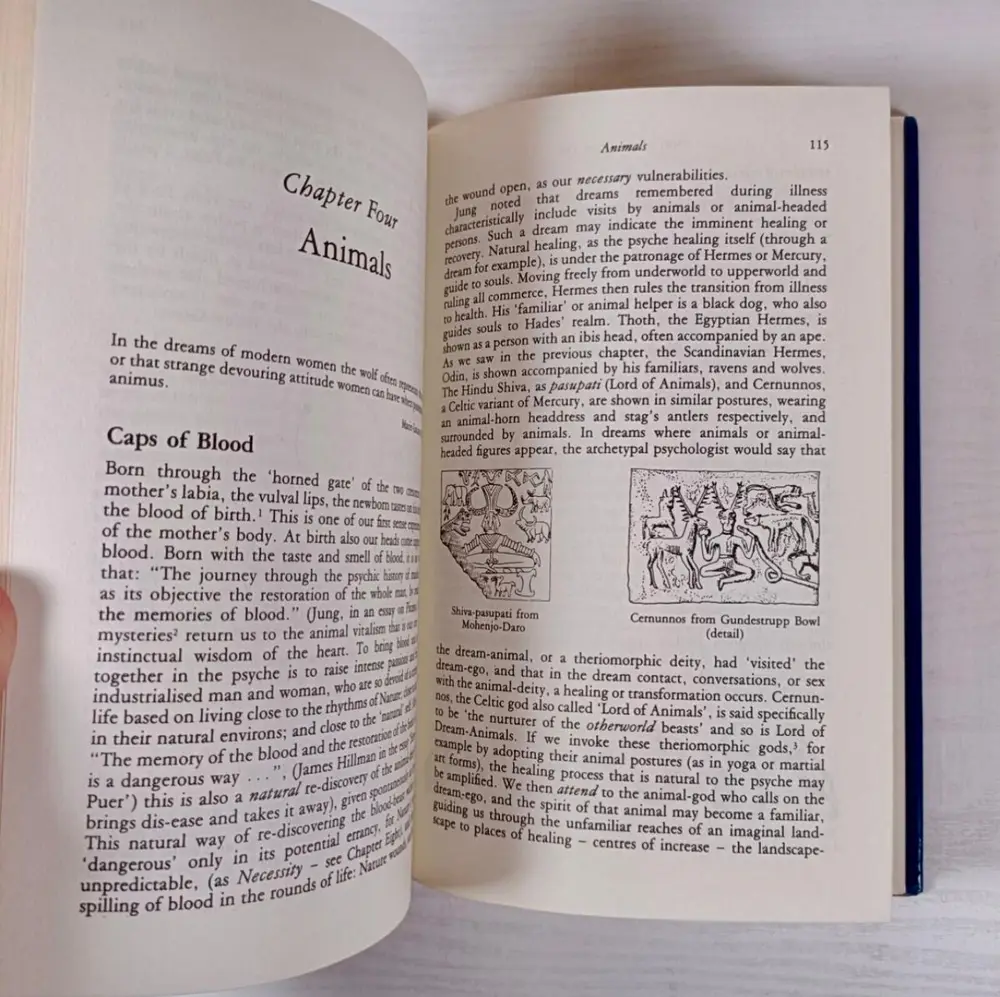 Chapter Four
Animals
In the dreams of modern women the wolf often represents
or that strange devouring attitude women can have when
animus.
Caps of Blood
Born through the ‘horned gate’ of the two
mother’s labia, the vulval lips, the newborn tastes
the blood of birth.¹ This is one of our first sense
of the mother’s body. At birth also our heads come
blood. Born with the taste and smell of blood, it is
that: “The journey through the psychic history of
as its objective the restoration of the whole man, by
the memories of blood.” (Jung, in an essay on
mysteries² return us to the animal vitalism that is our
instinctual wisdom of the heart. To bring blood
together in the psyche is to raise intense passions
industrialised man and woman, who are so devoid of
life based on living close to the rhythms of Nature:
in their natural environs; and close to the ‘natural’
“The memory of the blood and the restoration of the
is a dangerous way . . .”, (James Hillman in the essay
Puer’) this is also a natural re-discovery of the
brings dis-ease and takes it away), given spontaneously
This natural way of re-discovering the blood-beast
‘dangerous’ only in its potential errancy, for Nature
unpredictable, (as Necessity – see Chapter Eight),
spilling of blood in the rounds of life: Nature wounds,
Animals
115
the wound open, as our necessary vulnerabilities.
Jung noted that dreams remembered during illness
characteristically include visits by animals or animal-headed
persons. Such a dream may indicate the imminent healing or
recovery. Natural healing, as the psyche healing itself (through a
dream for example), is under the patronage of Hermes or Mercury,
guide to souls. Moving freely from underworld to upperworld and
ruling all commerce, Hermes then rules the transition from illness
to health. His ‘familiar’ or animal helper is a black dog, who also
guides souls to Hades’ realm. Thoth, the Egyptian Hermes, is
shown as a person with an ibis head, often accompanied by an ape.
As we saw in the previous chapter, the Scandinavian Hermes,
Odin, is shown accompanied by his familiars, ravens and wolves.
The Hindu Shiva, as pasupati (Lord of Animals), and Cernunnos,
a Celtic variant of Mercury, are shown in similar postures, wearing
an animal-horn headdress and stag’s antlers respectively, and
surrounded by animals. In dreams where animals or animal-
headed figures appear, the archetypal psychologist would say that
Shiva-pasupati from
Mohenjo-Daro
Cernunnos from Gundestrupp Bowl
(detail)
the dream-animal, or a theriomorphic deity, had ‘visited’ the
dream-ego, and that in the dream contact, conversations, or sex
with the animal-deity, a healing or transformation occurs. Cernun-
nos, the Celtic god also called ‘Lord of Animals’, is said specifically
to be ‘the nurturer of the otherworld beasts’ and so is Lord of
Dream-Animals. If we invoke these theriomorphic gods,³ for
example by adopting their animal postures (as in yoga or martial
art forms), the healing process that is natural to the psyche may
be amplified. We then attend to the animal-god who calls on the
dream-ego, and the spirit of that animal may become a familiar,
guiding us through the unfamiliar reaches of an imaginal land-
scape to places of healing – centres of increase – the landscape-